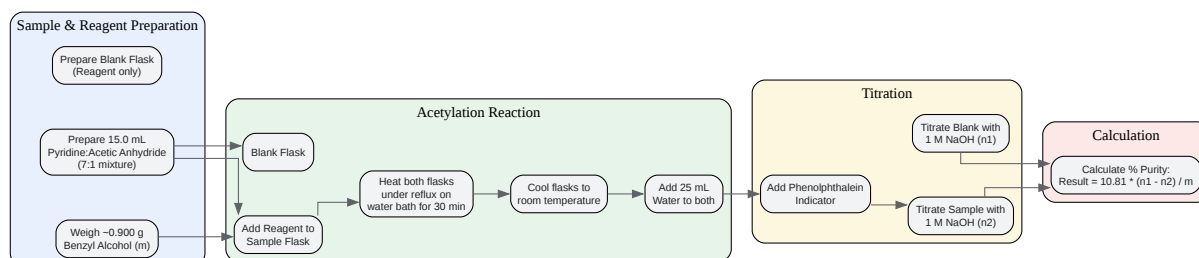 Sample & Reagent Preparation
Prepare Blank Flask
(Reagent only)
Prepare 15.0 mL
Pyridine:Acetic Anhydride
(7:1 mixture)
Weigh ~0.900 g
Benzyl Alcohol (m)
Acetylation Reaction
Blank Flask
Add Reagent to
Sample Flask
Heat both flasks
under reflux on
water bath for 30 min
Cool flasks to
room temperature
Add 25 mL
Water to both
Titration
Add Phenolphthalein
Indicator
Titrate Blank with
1 M NaOH (n1)
Titrate Sample with
1 M NaOH (n2)
Calculation
Calculate % Purity:
Result = 10.81 * (n1 - n2) / m